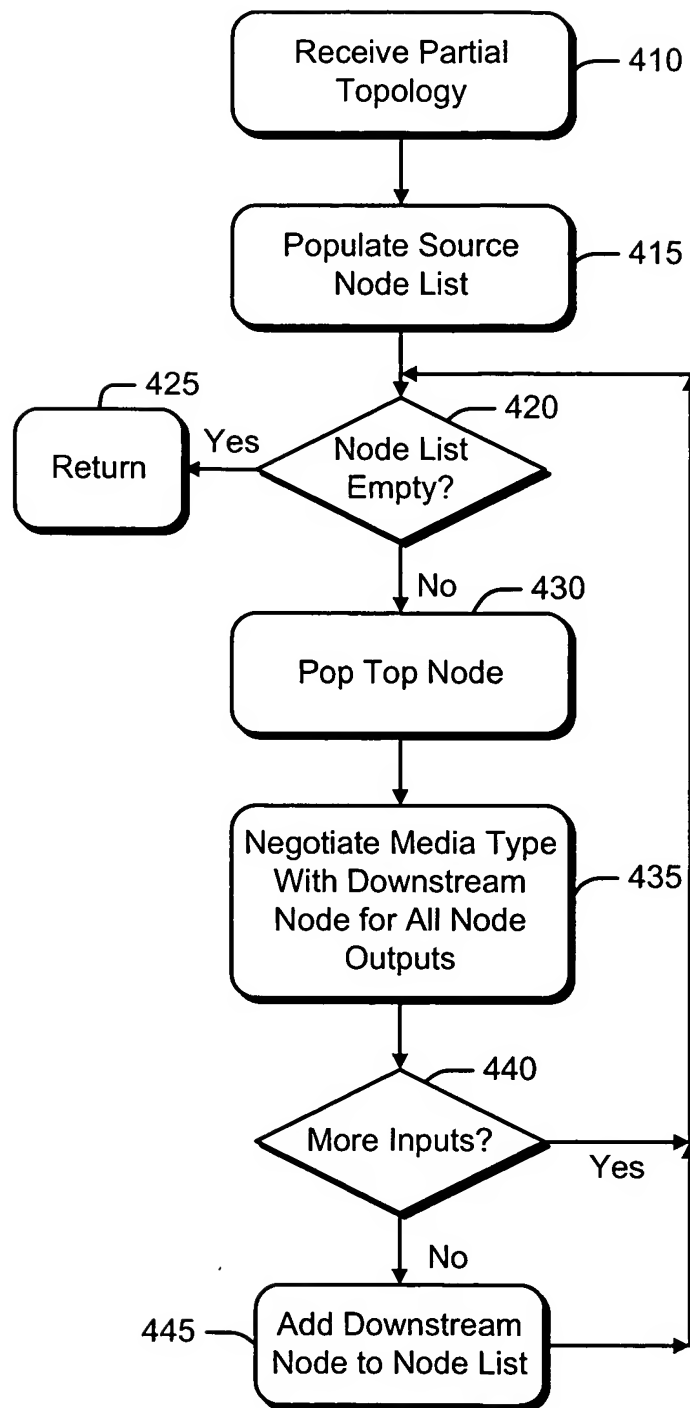 Receive Partial
Topology
410
Populate Source
Node List
415
425
420
Return
Yes
Node List
Empty?
No
430
Pop Top Node
Negotiate Media Type
With Downstream
Node for All Node
Outputs
435
440
More Inputs?
Yes
No
445
Add Downstream
Node to Node List